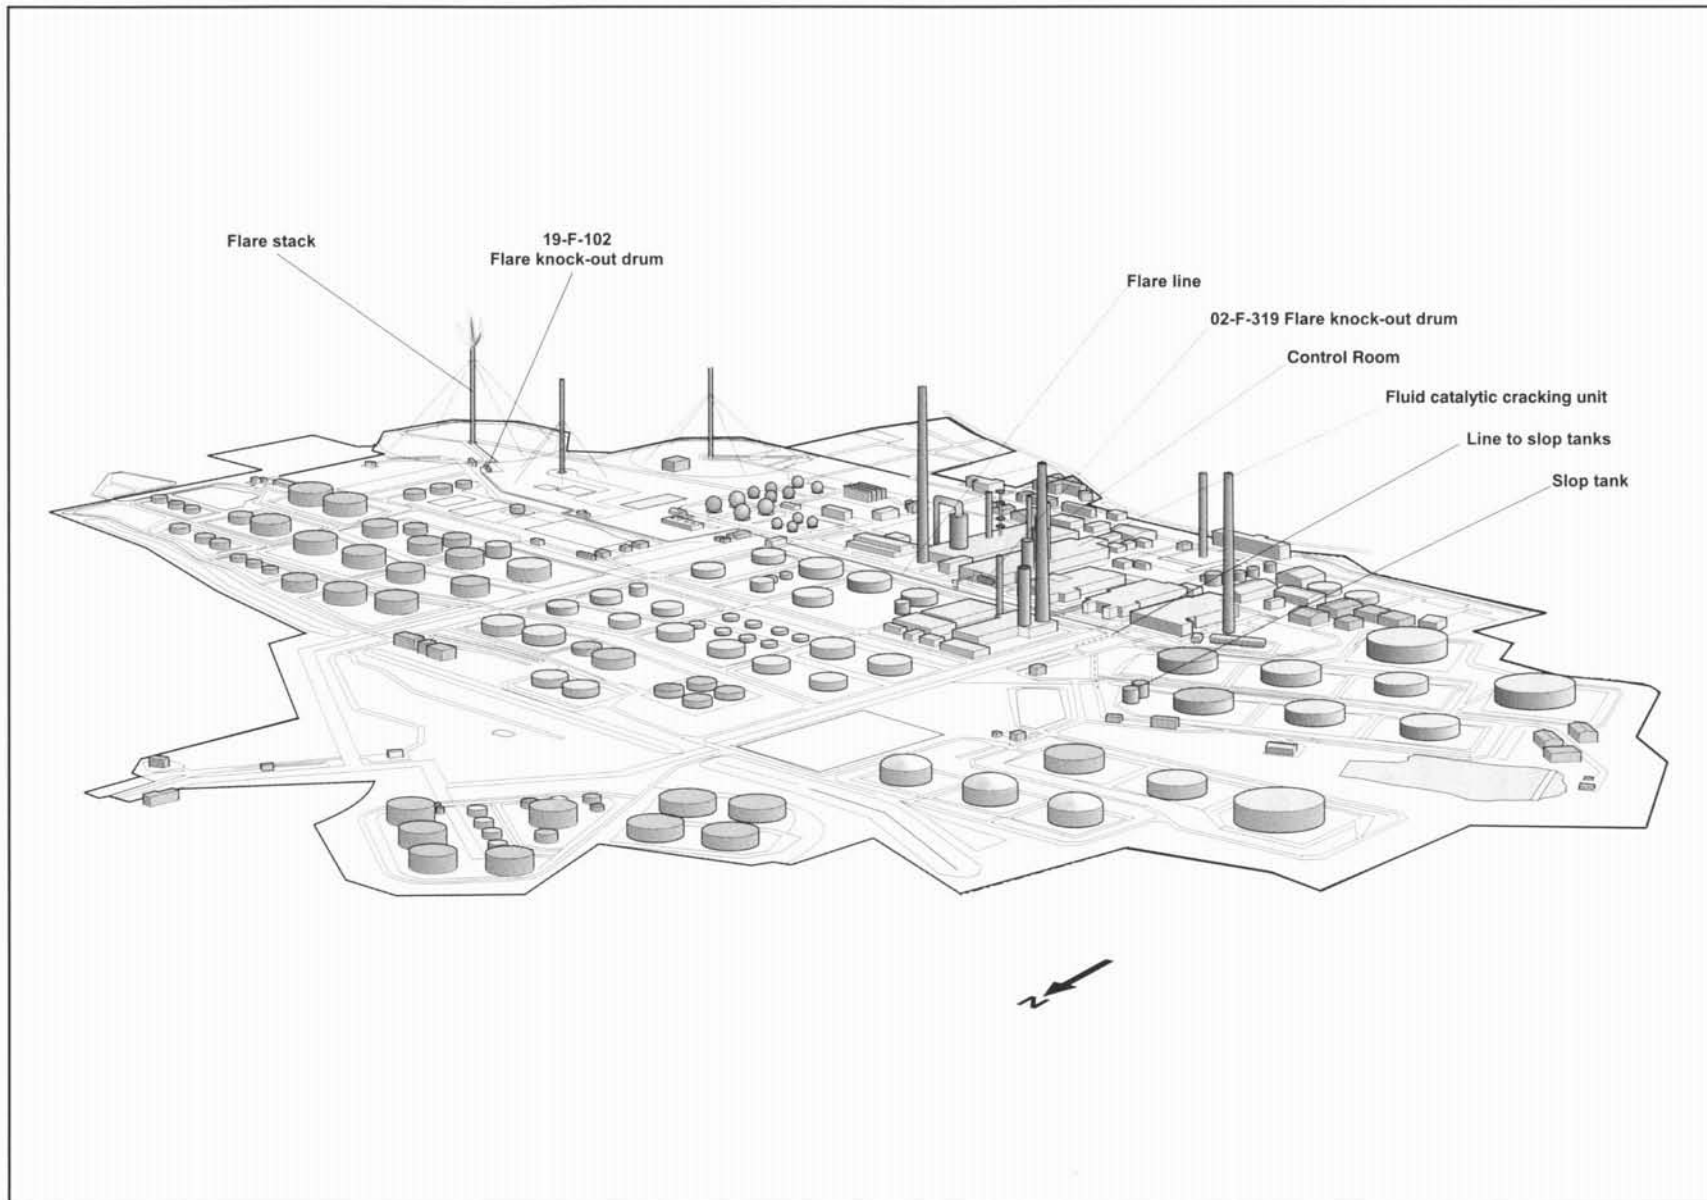 Flare stack
19-F-102
Flare knock-out drum
Flare line
02-F-319 Flare knock-out drum
Control Room
Fluid catalytic cracking unit
Line to slop tanks
Slop tank
N